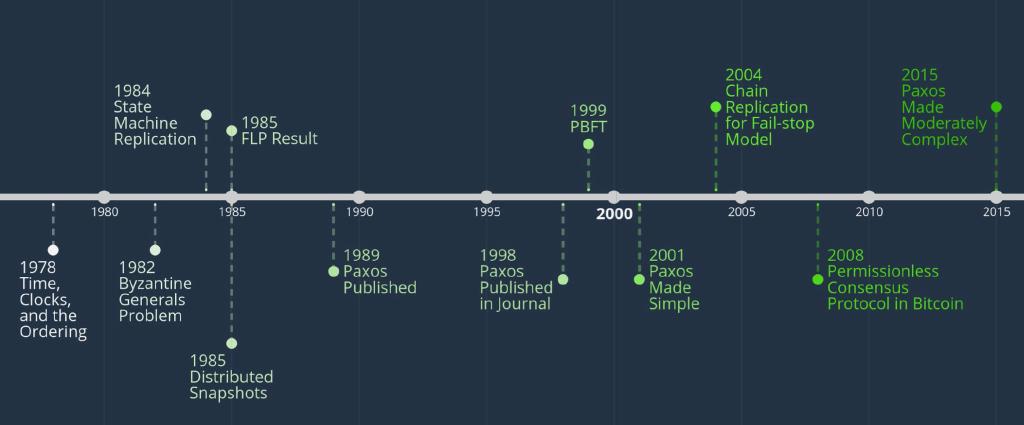 1984
State
Machine
Replication
1985
FLP Result
1999
PBFT
2004
Chain
Replication
for Fail-stop
Model
2015
Paxos
Made
Moderately
Complex
1980
1985
1990
1995
2000
2005
2010
2015
1978
Time,
Clocks,
and the
Ordering
1982
Byzantine
Generals
Problem
1985
Distributed
Snapshots
1989
Paxos
Published
1998
Paxos
Published
in Journal
2001
Paxos
Made
Simple
2008
Permissionless
Consensus
Protocol in Bitcoin